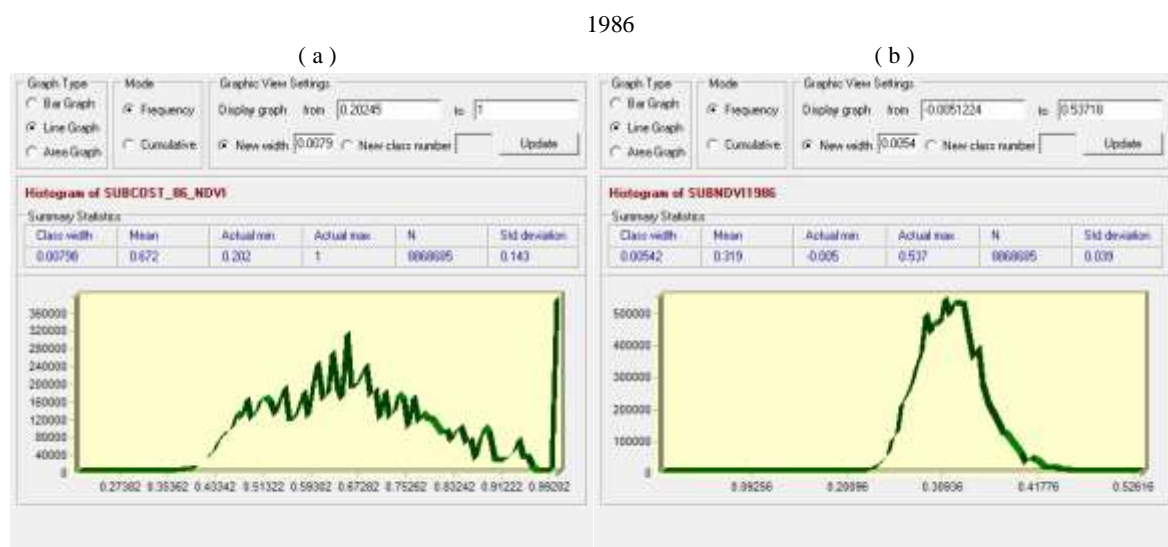 1986
( a )
( b )
Graph Type
Mode
Graphic View Settings
Bar Graph
Line Graph
Area Graph
Frequency
Cumulative
Display graph from 0.20245 to 1
New width 0.0079 New class number Update
Histogram of SUBCOST_86_NDVI
Summary Statistics
Class width Mean Actual min Actual max N Std deviation
0.00798 0.672 0.202 1 8868685 0.143
360000
320000
280000
240000
200000
160000
120000
80000
40000
0
0.27382 0.35362 0.43342 0.51322 0.59302 0.67282 0.75262 0.83242 0.91222 0.99202
Graph Type
Mode
Graphic View Settings
Bar Graph
Line Graph
Area Graph
Frequency
Cumulative
Display graph from -0.0051224 to 0.53718
New width 0.0054 New class number Update
Histogram of SUBNDVI1986
Summary Statistics
Class width Mean Actual min Actual max N Std deviation
0.00542 0.319 -0.005 0.537 8868685 0.039
500000
400000
300000
200000
100000
0
0.09256 0.20096 0.30936 0.41776 0.52616